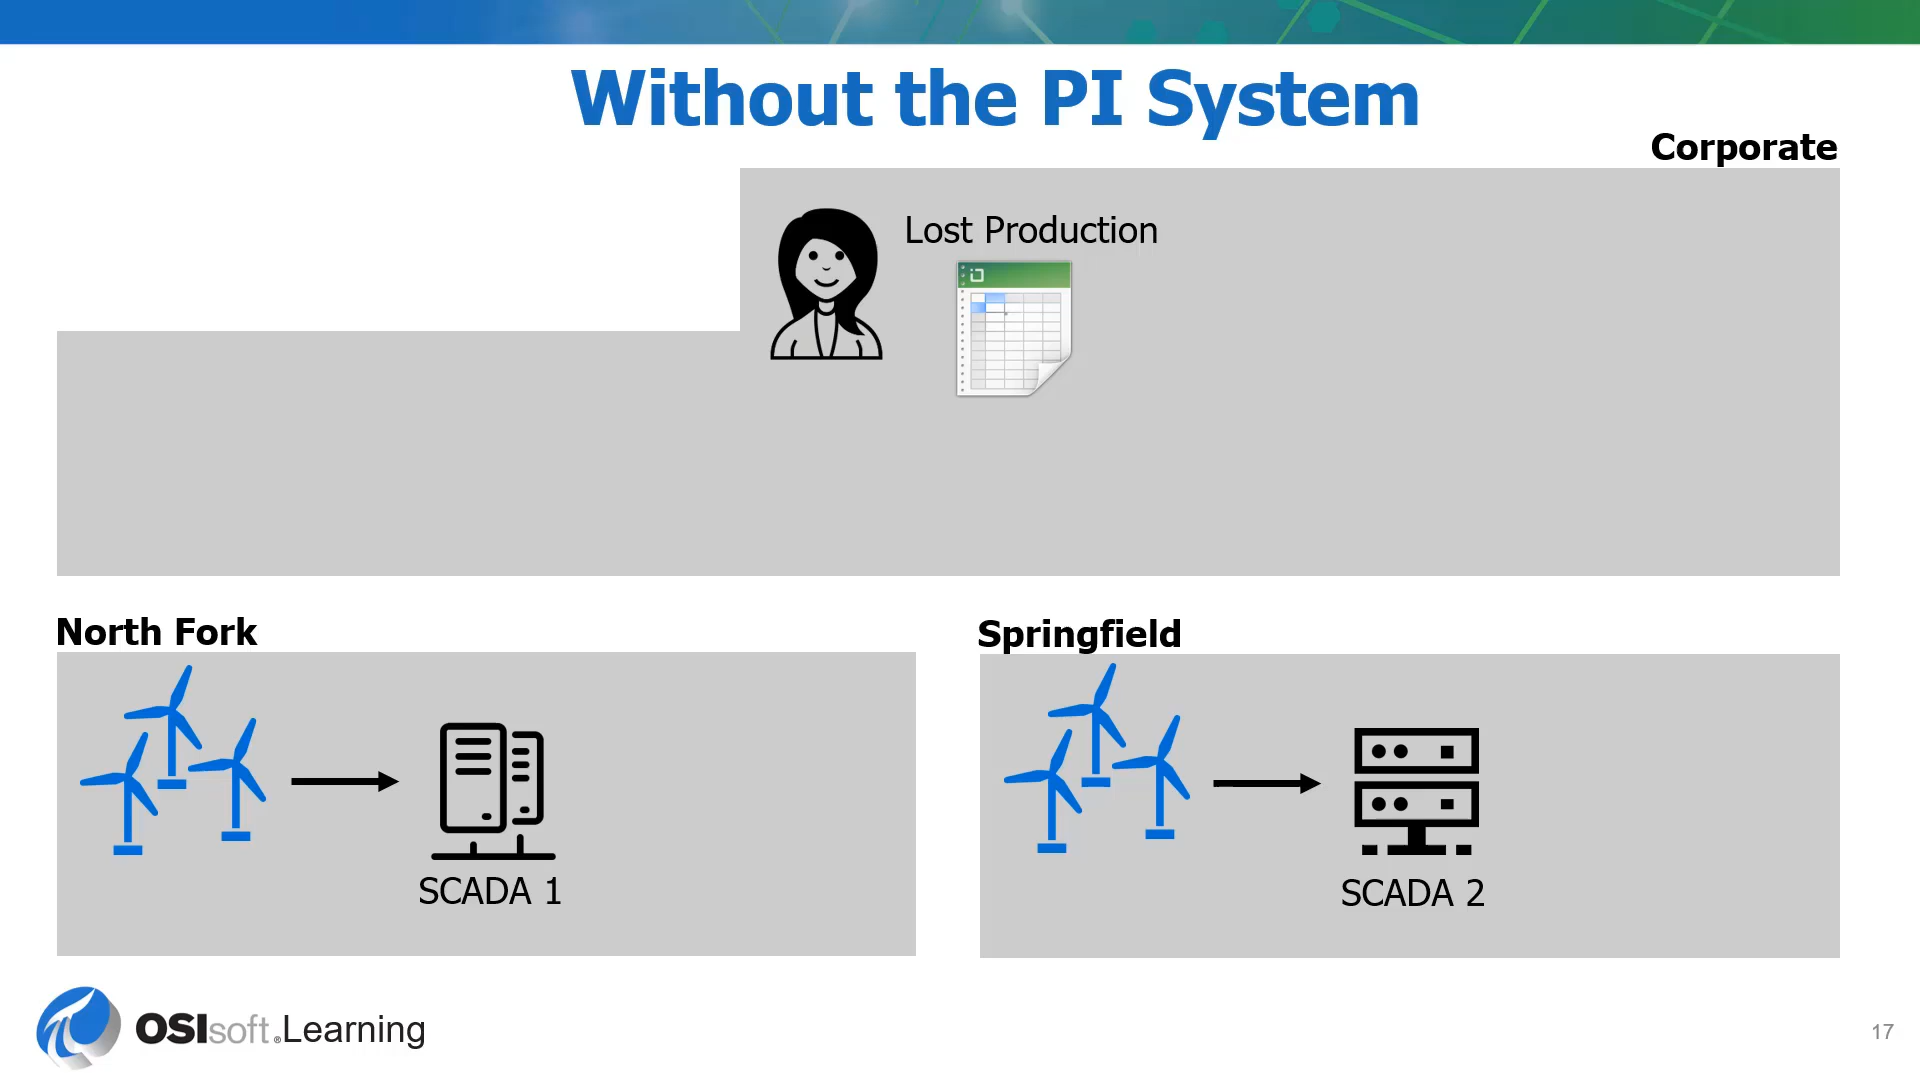 Without the PI System
Corporate
Lost Production
North Fork
Springfield
SCADA 1
SCADA 2
OSIsoft®.Learning
17